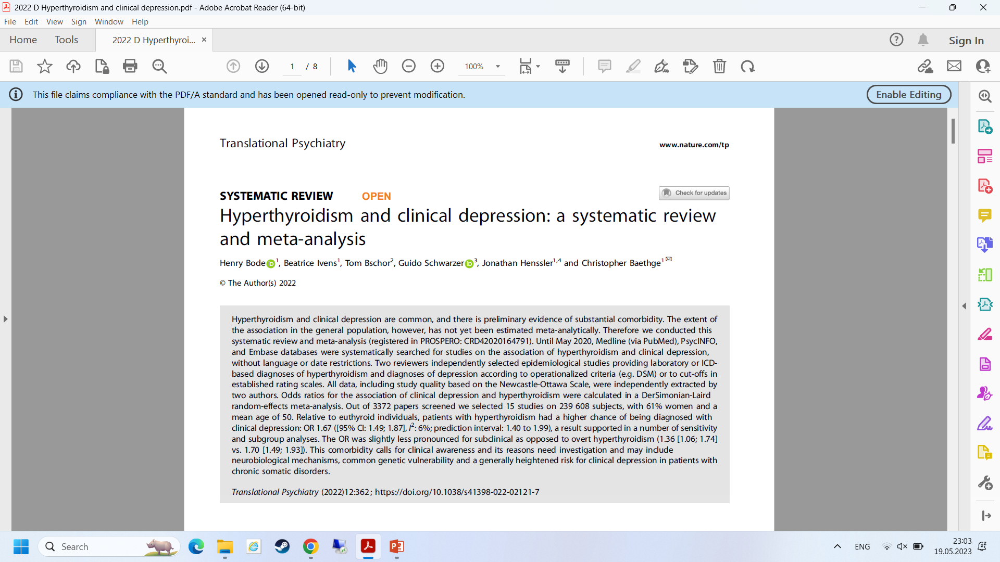 2022 D Hyperthyroidism and clinical depression.pdf - Adobe Acrobat Reader (64-bit)
File Edit View Sign Window Help
Home Tools 2022 D Hyperthyroi... × Sign In
1 / 8 100%
This file claims compliance with the PDF/A standard and has been opened read-only to prevent modification. Enable Editing
Translational Psychiatry www.nature.com/tp
SYSTEMATIC REVIEW OPEN Check for updates
Hyperthyroidism and clinical depression: a systematic review
and meta-analysis
Henry Bode iD 1, Beatrice Ivens1, Tom Bschor2, Guido Schwarzer iD 3, Jonathan Henssler1,4 and Christopher Baethge1 ✉
© The Author(s) 2022
Hyperthyroidism and clinical depression are common, and there is preliminary evidence of substantial comorbidity. The extent of
the association in the general population, however, has not yet been estimated meta-analytically. Therefore we conducted this
systematic review and meta-analysis (registered in PROSPERO: CRD42020164791). Until May 2020, Medline (via PubMed), PsycINFO,
and Embase databases were systematically searched for studies on the association of hyperthyroidism and clinical depression,
without language or date restrictions. Two reviewers independently selected epidemiological studies providing laboratory or ICD-
based diagnoses of hyperthyroidism and diagnoses of depression according to operationalized criteria (e.g. DSM) or to cut-offs in
established rating scales. All data, including study quality based on the Newcastle-Ottawa Scale, were independently extracted by
two authors. Odds ratios for the association of clinical depression and hyperthyroidism were calculated in a DerSimonian-Laird
random-effects meta-analysis. Out of 3372 papers screened we selected 15 studies on 239 608 subjects, with 61% women and a
mean age of 50. Relative to euthyroid individuals, patients with hyperthyroidism had a higher chance of being diagnosed with
clinical depression: OR 1.67 ([95% CI: 1.49; 1.87], I2: 6%; prediction interval: 1.40 to 1.99), a result supported in a number of sensitivity
and subgroup analyses. The OR was slightly less pronounced for subclinical as opposed to overt hyperthyroidism (1.36 [1.06; 1.74]
vs. 1.70 [1.49; 1.93]). This comorbidity calls for clinical awareness and its reasons need investigation and may include
neurobiological mechanisms, common genetic vulnerability and a generally heightened risk for clinical depression in patients with
chronic somatic disorders.
Translational Psychiatry (2022)12:362 ; https://doi.org/10.1038/s41398-022-02121-7
Search ENG 23:03
19.05.2023